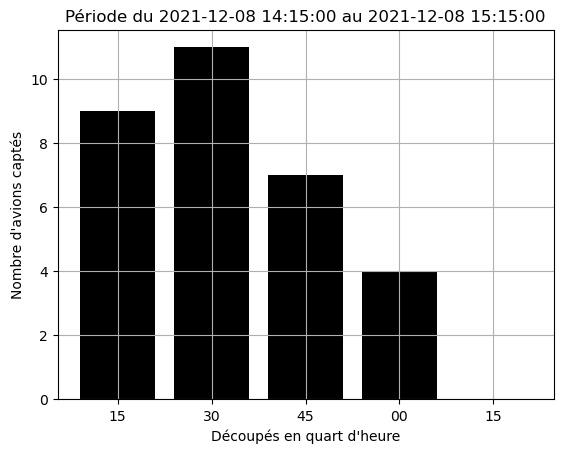 Période du 2021-12-08 14:15:00 au 2021-12-08 15:15:00
10
8
6
4
2
0
Nombre d'avions captés
15 30 45 00 15
Découpés en quart d'heure